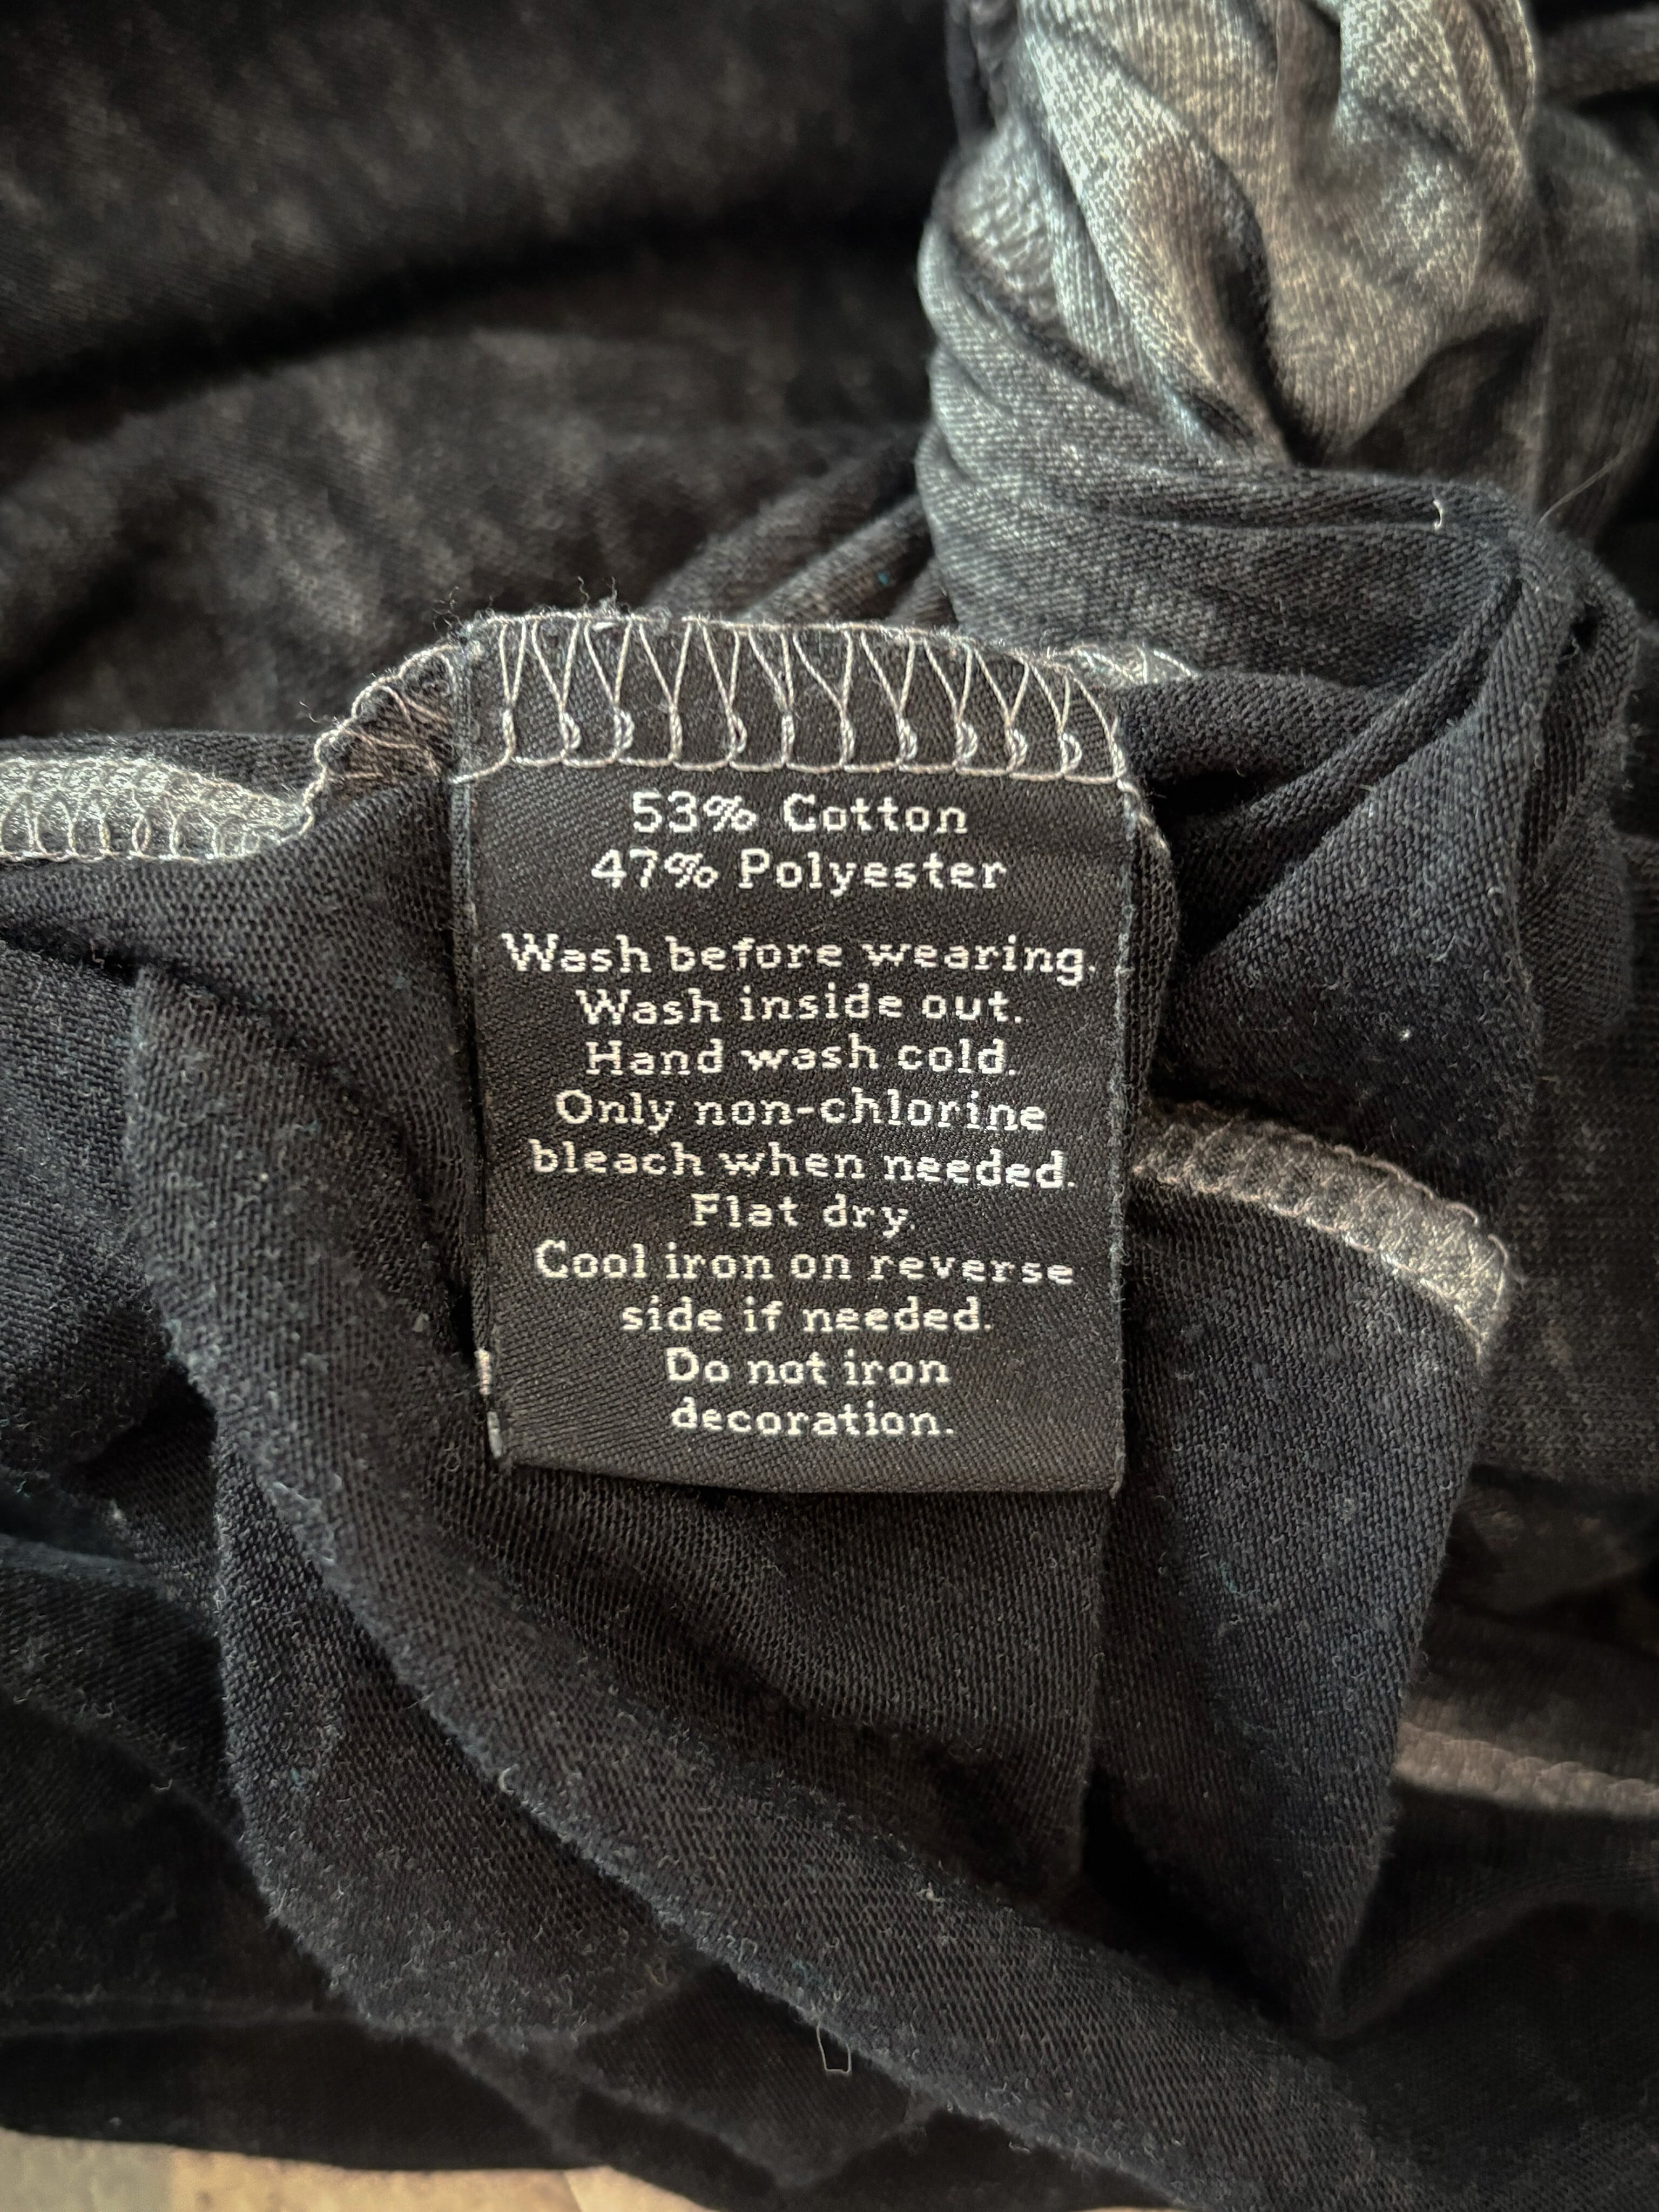 53% Cotton
47% Polyester
Wash before wearing.
Wash inside out.
Hand wash cold.
Only non-chlorine
bleach when needed.
Flat dry.
Cool iron on reverse
side if needed.
Do not iron
decoration.